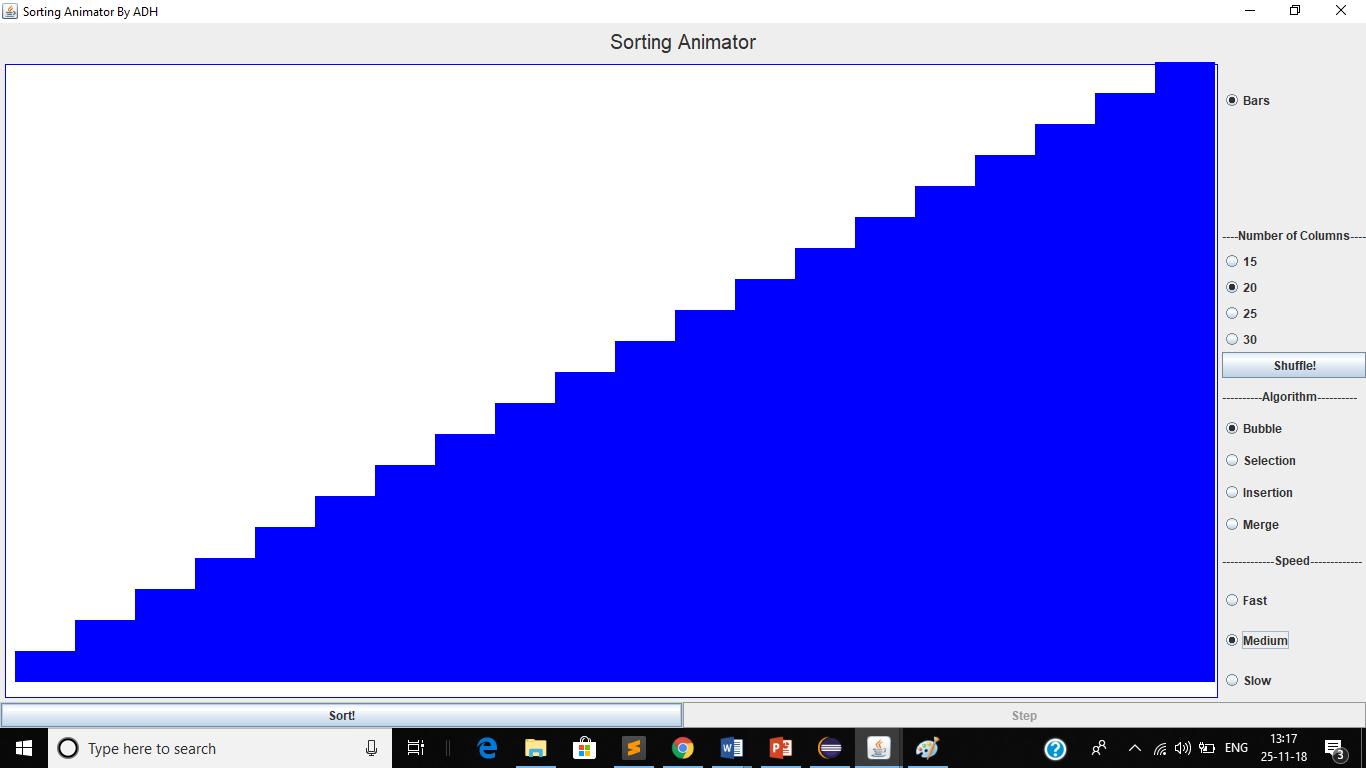 Sorting Animator By ADH
Sorting Animator
Bars
----Number of Columns----
15
20
25
30
Shuffle!
----------Algorithm----------
Bubble
Selection
Insertion
Merge
-------------Speed-------------
Fast
Medium
Slow
Sort!
Step
Type here to search
ENG
13:17
25-11-18
3